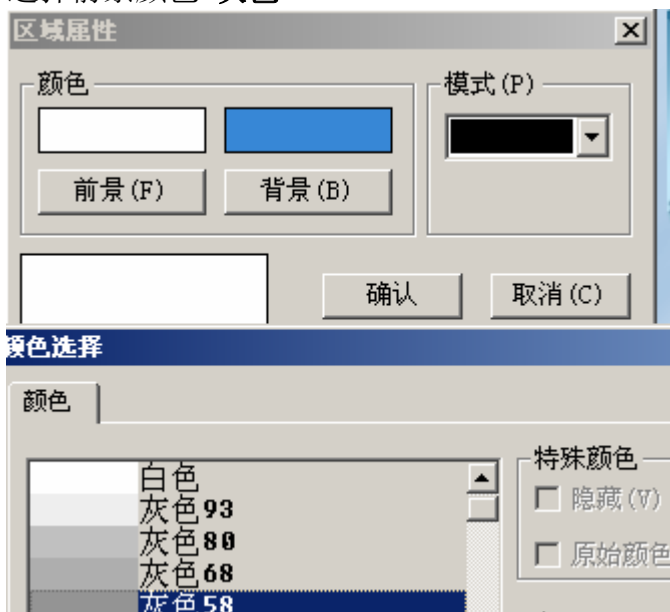 区域属性
颜色
模式(P)
前景(F)
背景(B)
确认
取消(C)
颜色选择
颜色
白色
灰色93
灰色80
灰色68
灰色58
特殊颜色
隐藏(V)
原始颜色